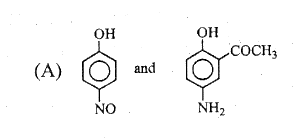 OH
OH
COCH₃
(A)
and
NO
NH₂